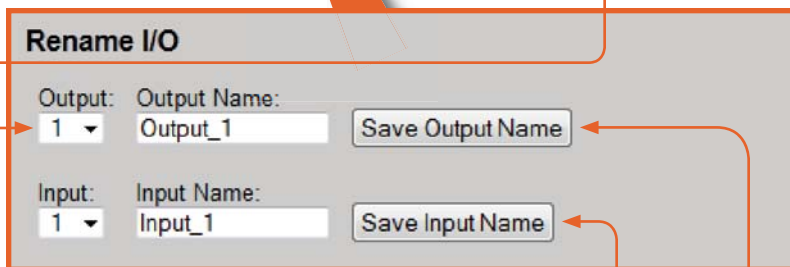 Rename I/O
Output: Output Name:
1 Output_1 Save Output Name
Input: Input Name:
1 Input_1 Save Input Name